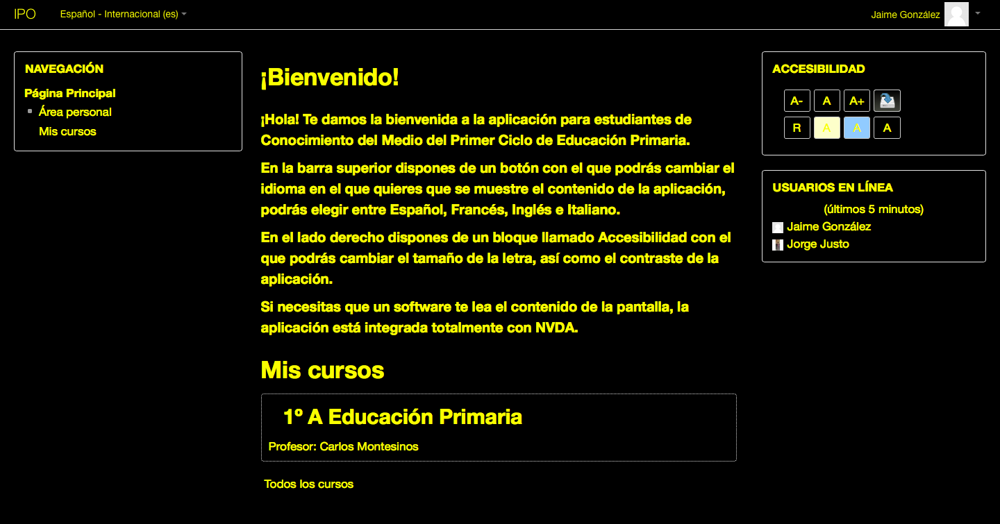 IPO
Español - Internacional (es)
Jaime González
NAVEGACIÓN
Página Principal
Área personal
Mis cursos
¡Bienvenido!
¡Hola! Te damos la bienvenida a la aplicación para estudiantes de
Conocimiento del Medio del Primer Ciclo de Educación Primaria.
En la barra superior dispones de un botón con el que podrás cambiar el
idioma en el que quieres que se muestre el contenido de la aplicación,
podrás elegir entre Español, Francés, Inglés e Italiano.
En el lado derecho dispones de un bloque llamado Accesibilidad con el
que podrás cambiar el tamaño de la letra, así como el contraste de la
aplicación.
Si necesitas que un software te lea el contenido de la pantalla, la
aplicación está integrada totalmente con NVDA.
Mis cursos
1º A Educación Primaria
Profesor: Carlos Montesinos
Todos los cursos
ACCESIBILIDAD
A- A A+
R A A A
USUARIOS EN LÍNEA
(últimos 5 minutos)
Jaime González
Jorge Justo